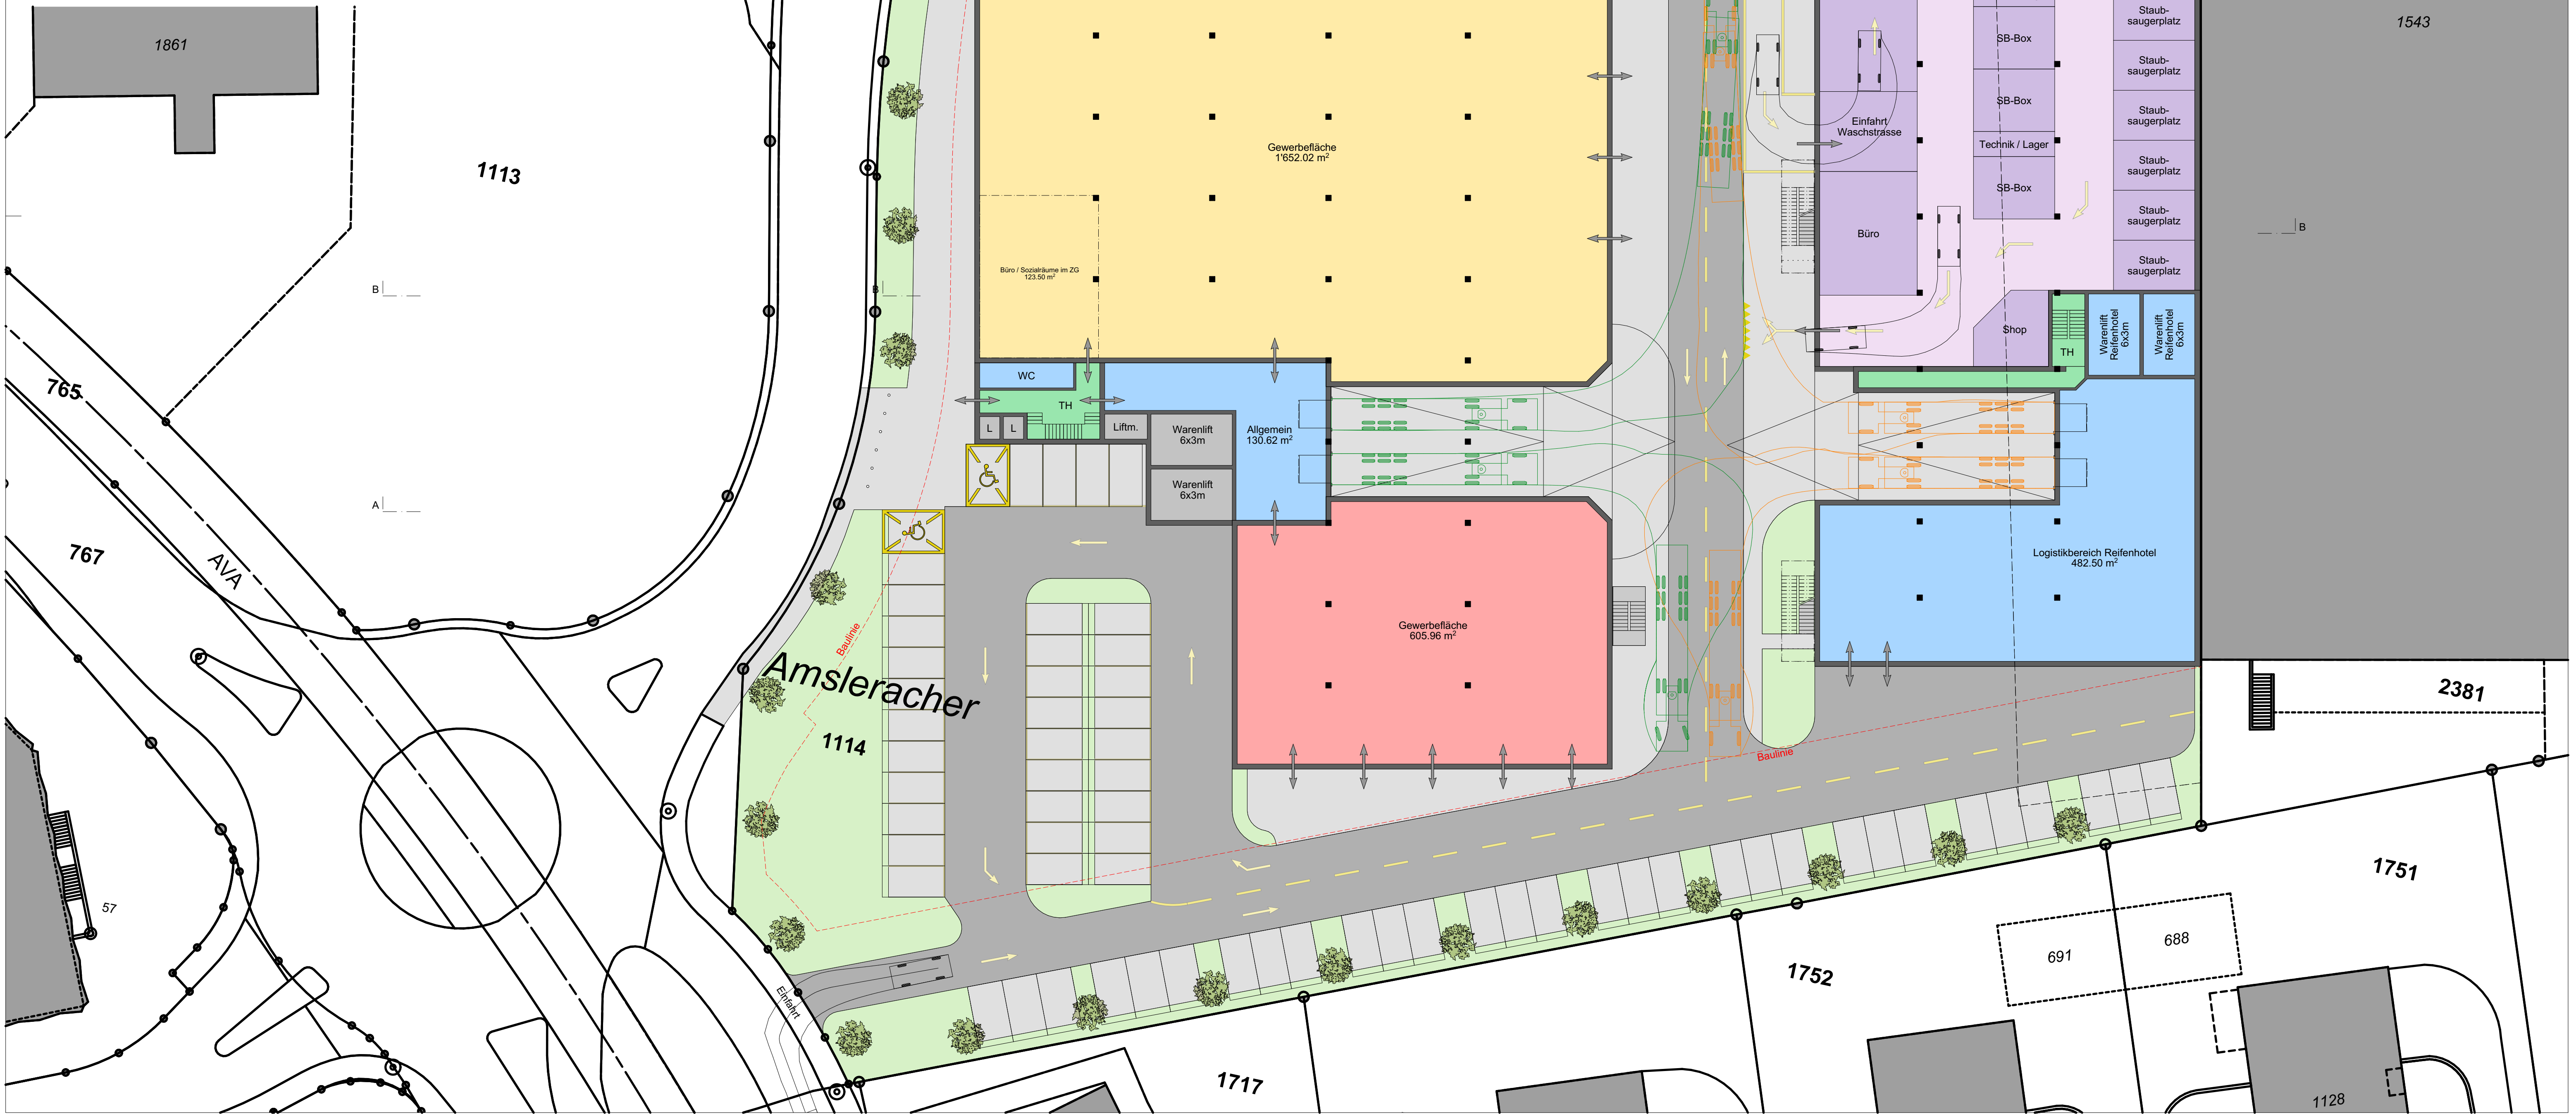 1861
1113
765
767
AVA
57
B
B
A
B
1543
Gewerbefläche
1'652.02 m²
Büro / Sozialräume im ZG
123.50 m²
WC
TH
L
L
Liftm.
Warenlift
6x3m
Warenlift
6x3m
Allgemein
130.62 m²
Gewerbefläche
605.96 m²
Einfahrt
Waschstrasse
Büro
SB-Box
SB-Box
Technik / Lager
SB-Box
Shop
Staub-
saugerplatz
Staub-
saugerplatz
Staub-
saugerplatz
Staub-
saugerplatz
Staub-
saugerplatz
Staub-
saugerplatz
TH
Warenlift
Reifenhotel
6x3m
Warenlift
Reifenhotel
6x3m
Logistikbereich Reifenhotel
482.50 m²
Baulinie
Amsleracher
1114
Baulinie
Einfahrt
2381
1751
1752
691
688
1717
1128